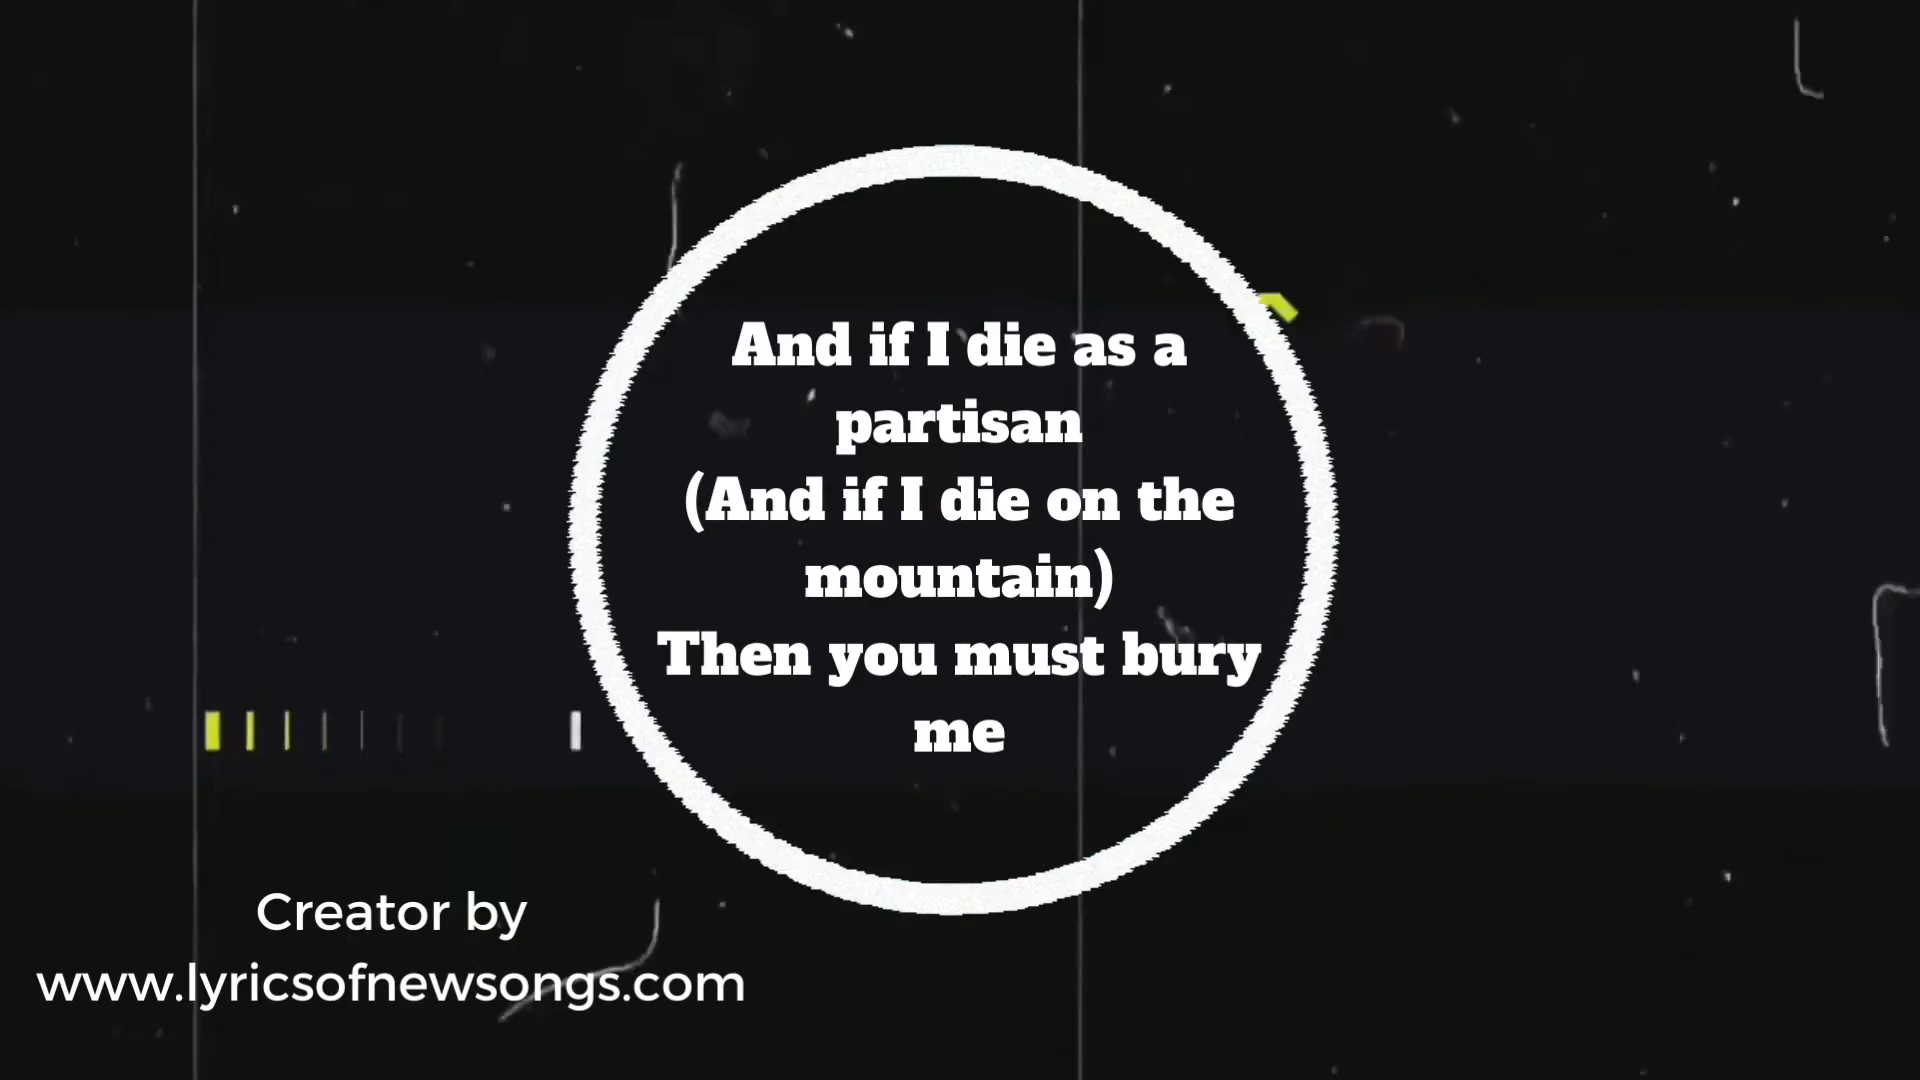 And if I die as a
partisan
(And if I die on the
mountain)
Then you must bury
me
Creator by
www.lyricsofnewsongs.com